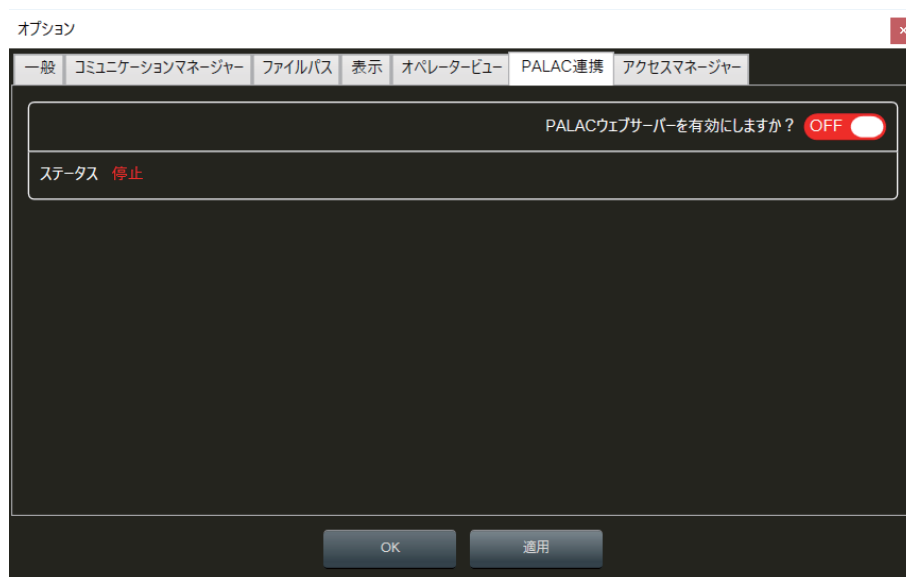 オプション
一般 コミュニケーションマネージャー ファイルパス 表示 オペレータービュー PALAC連携 アクセスマネージャー
PALACウェブサーバーを有効にしますか？ OFF
ステータス 停止
OK 適用